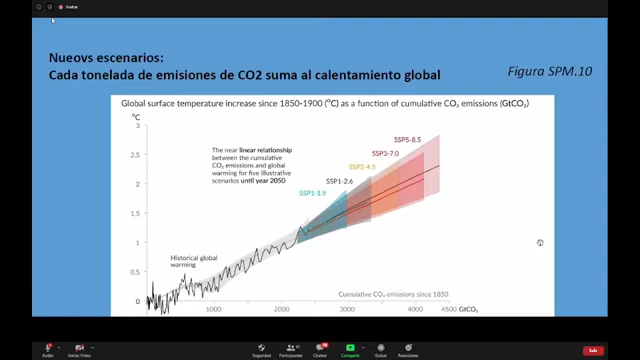 Grabar
Nueovs escenarios:
Cada tonelada de emisiones de CO2 suma al calentamiento global
Figura SPM.10
Global surface temperature increase since 1850-1900 (°C) as a function of cumulative CO₂ emissions (GtCO₂)
°C
3
2.5
2
1.5
1
0.5
0
The near linear relationship
between the cumulative
CO₂ emissions and global
warming for five illustrative
scenarios until year 2050
SSP5-8.5
SSP3-7.0
SSP2-4.5
SSP1-2.6
SSP1-1.9
Historical global
warming
Cumulative CO₂ emissions since 1850
1000
2000
3000
4000
4500
GtCO₂
Audio
Iniciar Video
Seguridad
Participantes
Chatear
Compartir
Grabar
Reacciones
Salir